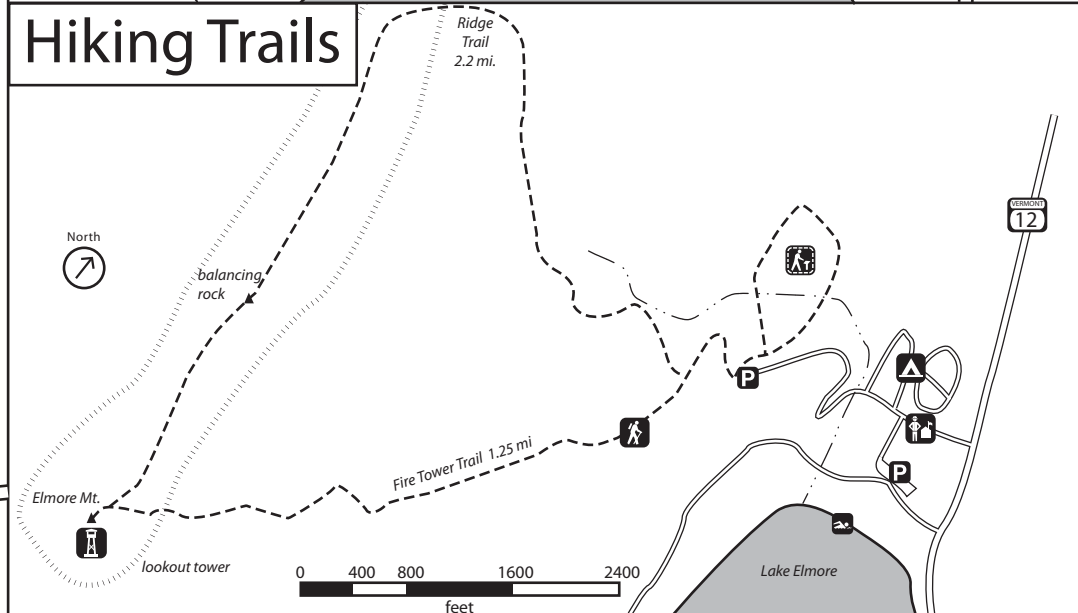 Hiking Trails
Ridge
Trail
2.2 mi.
VERMONT
12
North
balancing
rock
P
Fire Tower Trail 1.25 mi
P
Elmore Mt.
lookout tower
Lake Elmore
0 400 800 1600 2400
feet